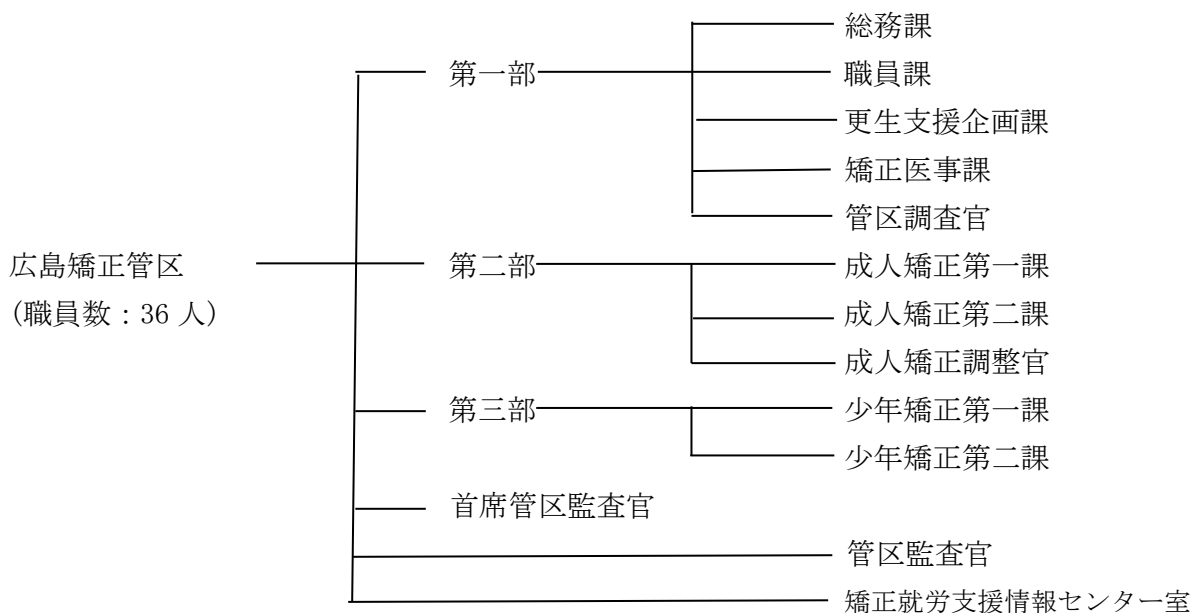 総務課
第一部
職員課
更生支援企画課
矯正医事課
管区調査官
広島矯正管区
(職員数：36 人)
第二部
成人矯正第一課
成人矯正第二課
成人矯正調整官
第三部
少年矯正第一課
少年矯正第二課
首席管区監査官
管区監査官
矯正就労支援情報センター室